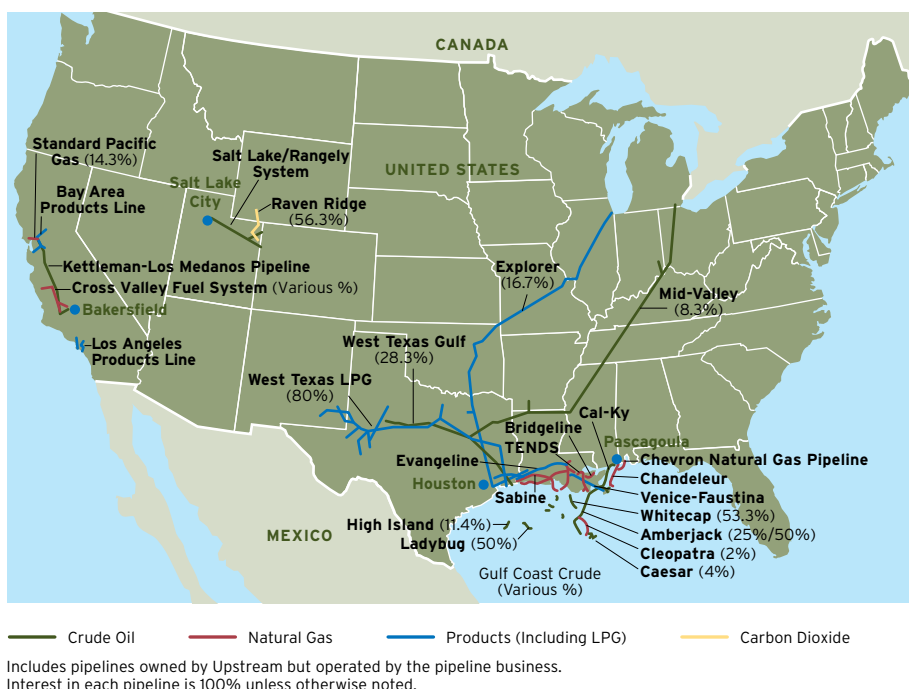 CANADA
Standard Pacific
Gas (14.3%)
Salt Lake/Rangely
System
UNITED STATES
Bay Area
Products Line
Salt Lake
City
Raven Ridge
(56.3%)
Kettleman-Los Medanos Pipeline
Cross Valley Fuel System (Various %)
Bakersfield
Explorer
(16.7%)
Mid-Valley
(8.3%)
Los Angeles
Products Line
West Texas Gulf
(28.3%)
West Texas LPG
(80%)
Cal-Ky
Bridgeline
TENDS
Pascagoula
Evangeline
Chevron Natural Gas Pipeline
Houston
Chandeleur
Sabine
Venice-Faustina
Whitecap (53.3%)
MEXICO
High Island (11.4%)
Amberjack (25%/50%)
Ladybug (50%)
Cleopatra (2%)
Caesar (4%)
Gulf Coast Crude
(Various %)
Crude Oil
Natural Gas
Products (Including LPG)
Carbon Dioxide
Includes pipelines owned by Upstream but operated by the pipeline business.
Interest in each pipeline is 100% unless otherwise noted.